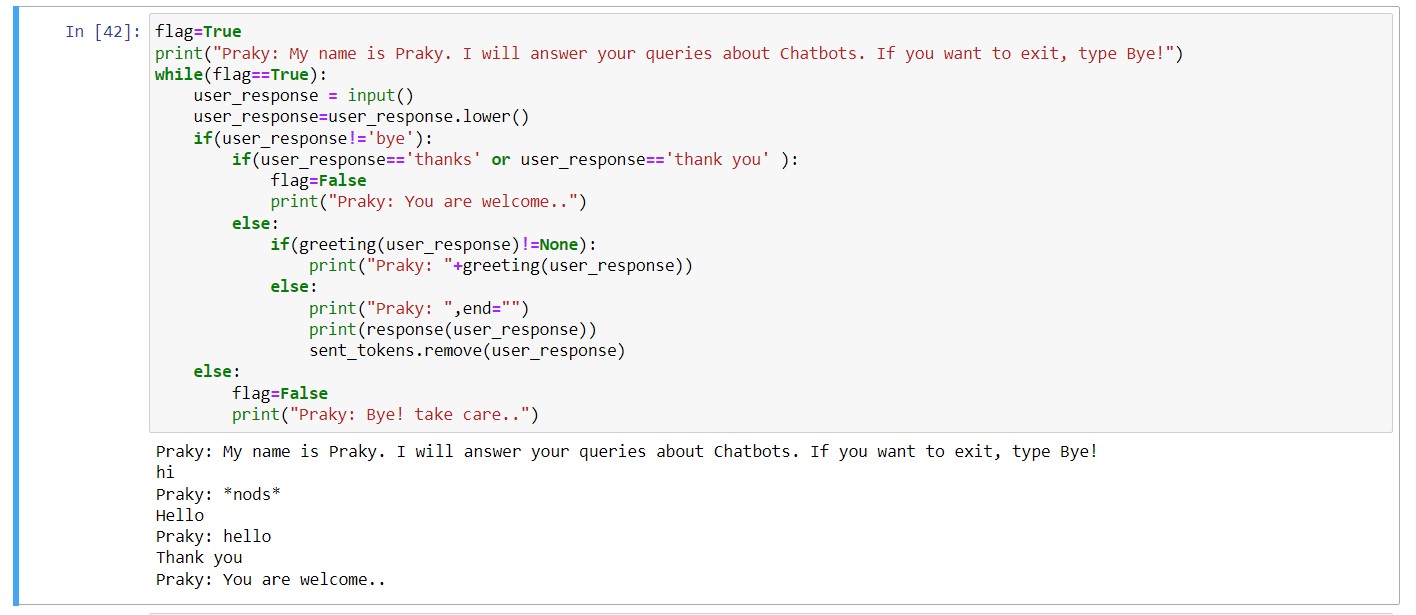 In [42]: flag=True
print("Praky: My name is Praky. I will answer your queries about Chatbots. If you want to exit, type Bye!")
while(flag==True):
    user_response = input()
    user_response=user_response.lower()
    if(user_response!='bye'):
        if(user_response=='thanks' or user_response=='thank you' ):
            flag=False
            print("Praky: You are welcome..")
        else:
            if(greeting(user_response)!=None):
                print("Praky: "+greeting(user_response))
            else:
                print("Praky: ",end="")
                print(response(user_response))
                sent_tokens.remove(user_response)
    else:
        flag=False
        print("Praky: Bye! take care..")
Praky: My name is Praky. I will answer your queries about Chatbots. If you want to exit, type Bye!
hi
Praky: *nods*
Hello
Praky: hello
Thank you
Praky: You are welcome..